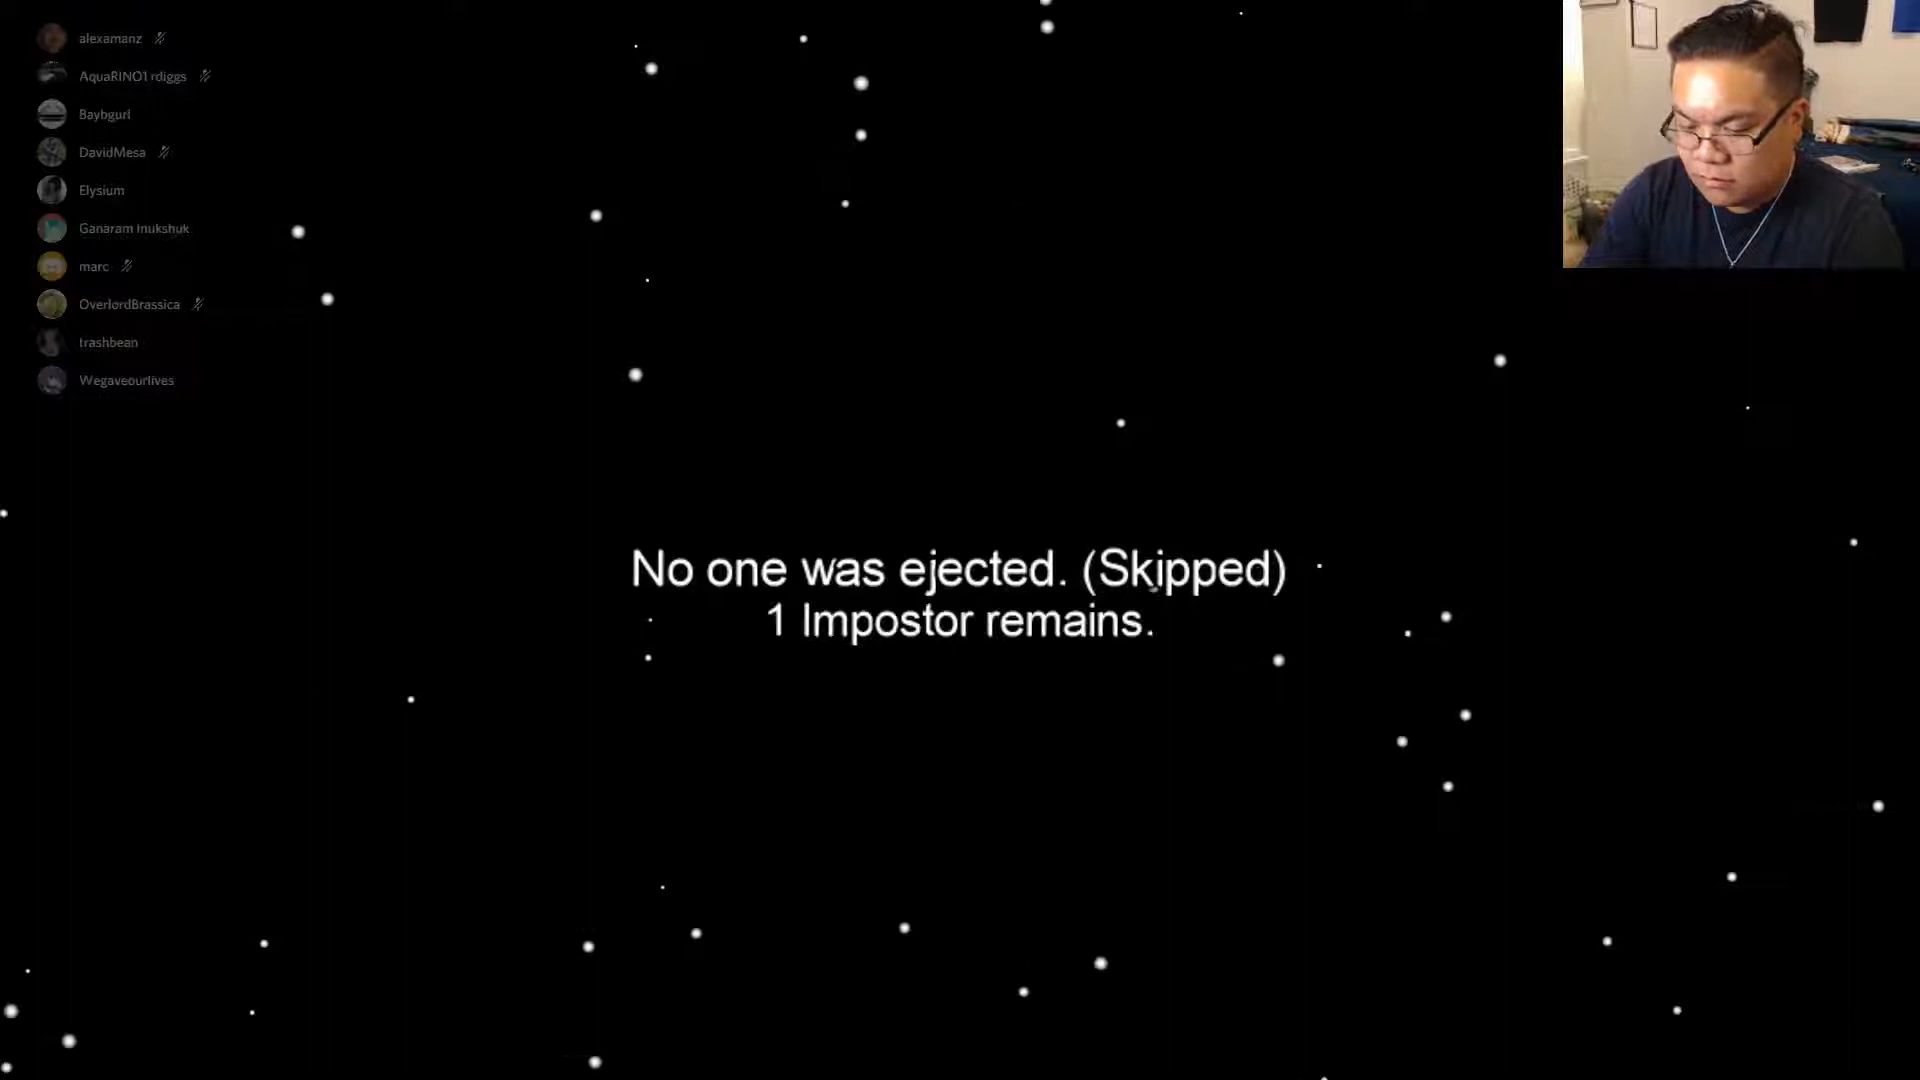 alexamanz
AquaRINO1 rdiggs
Baybgurl
DavidMesa
Elysium
Ganaram Inukshuk
marc
OverlordBrassica
trashbean
Wegaveourlives
No one was ejected. (Skipped)
1 Impostor remains.